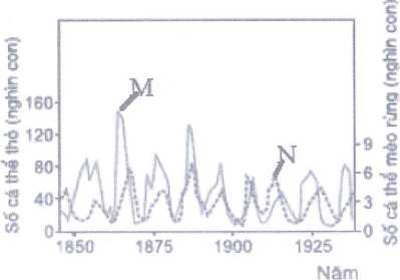 Số cá thể thỏ (nghìn con)
160
120
80
40
0
M
N
9
6
3
0
Số cá thể mèo rừng (nghìn con)
1850
1875
1900
1925
Năm